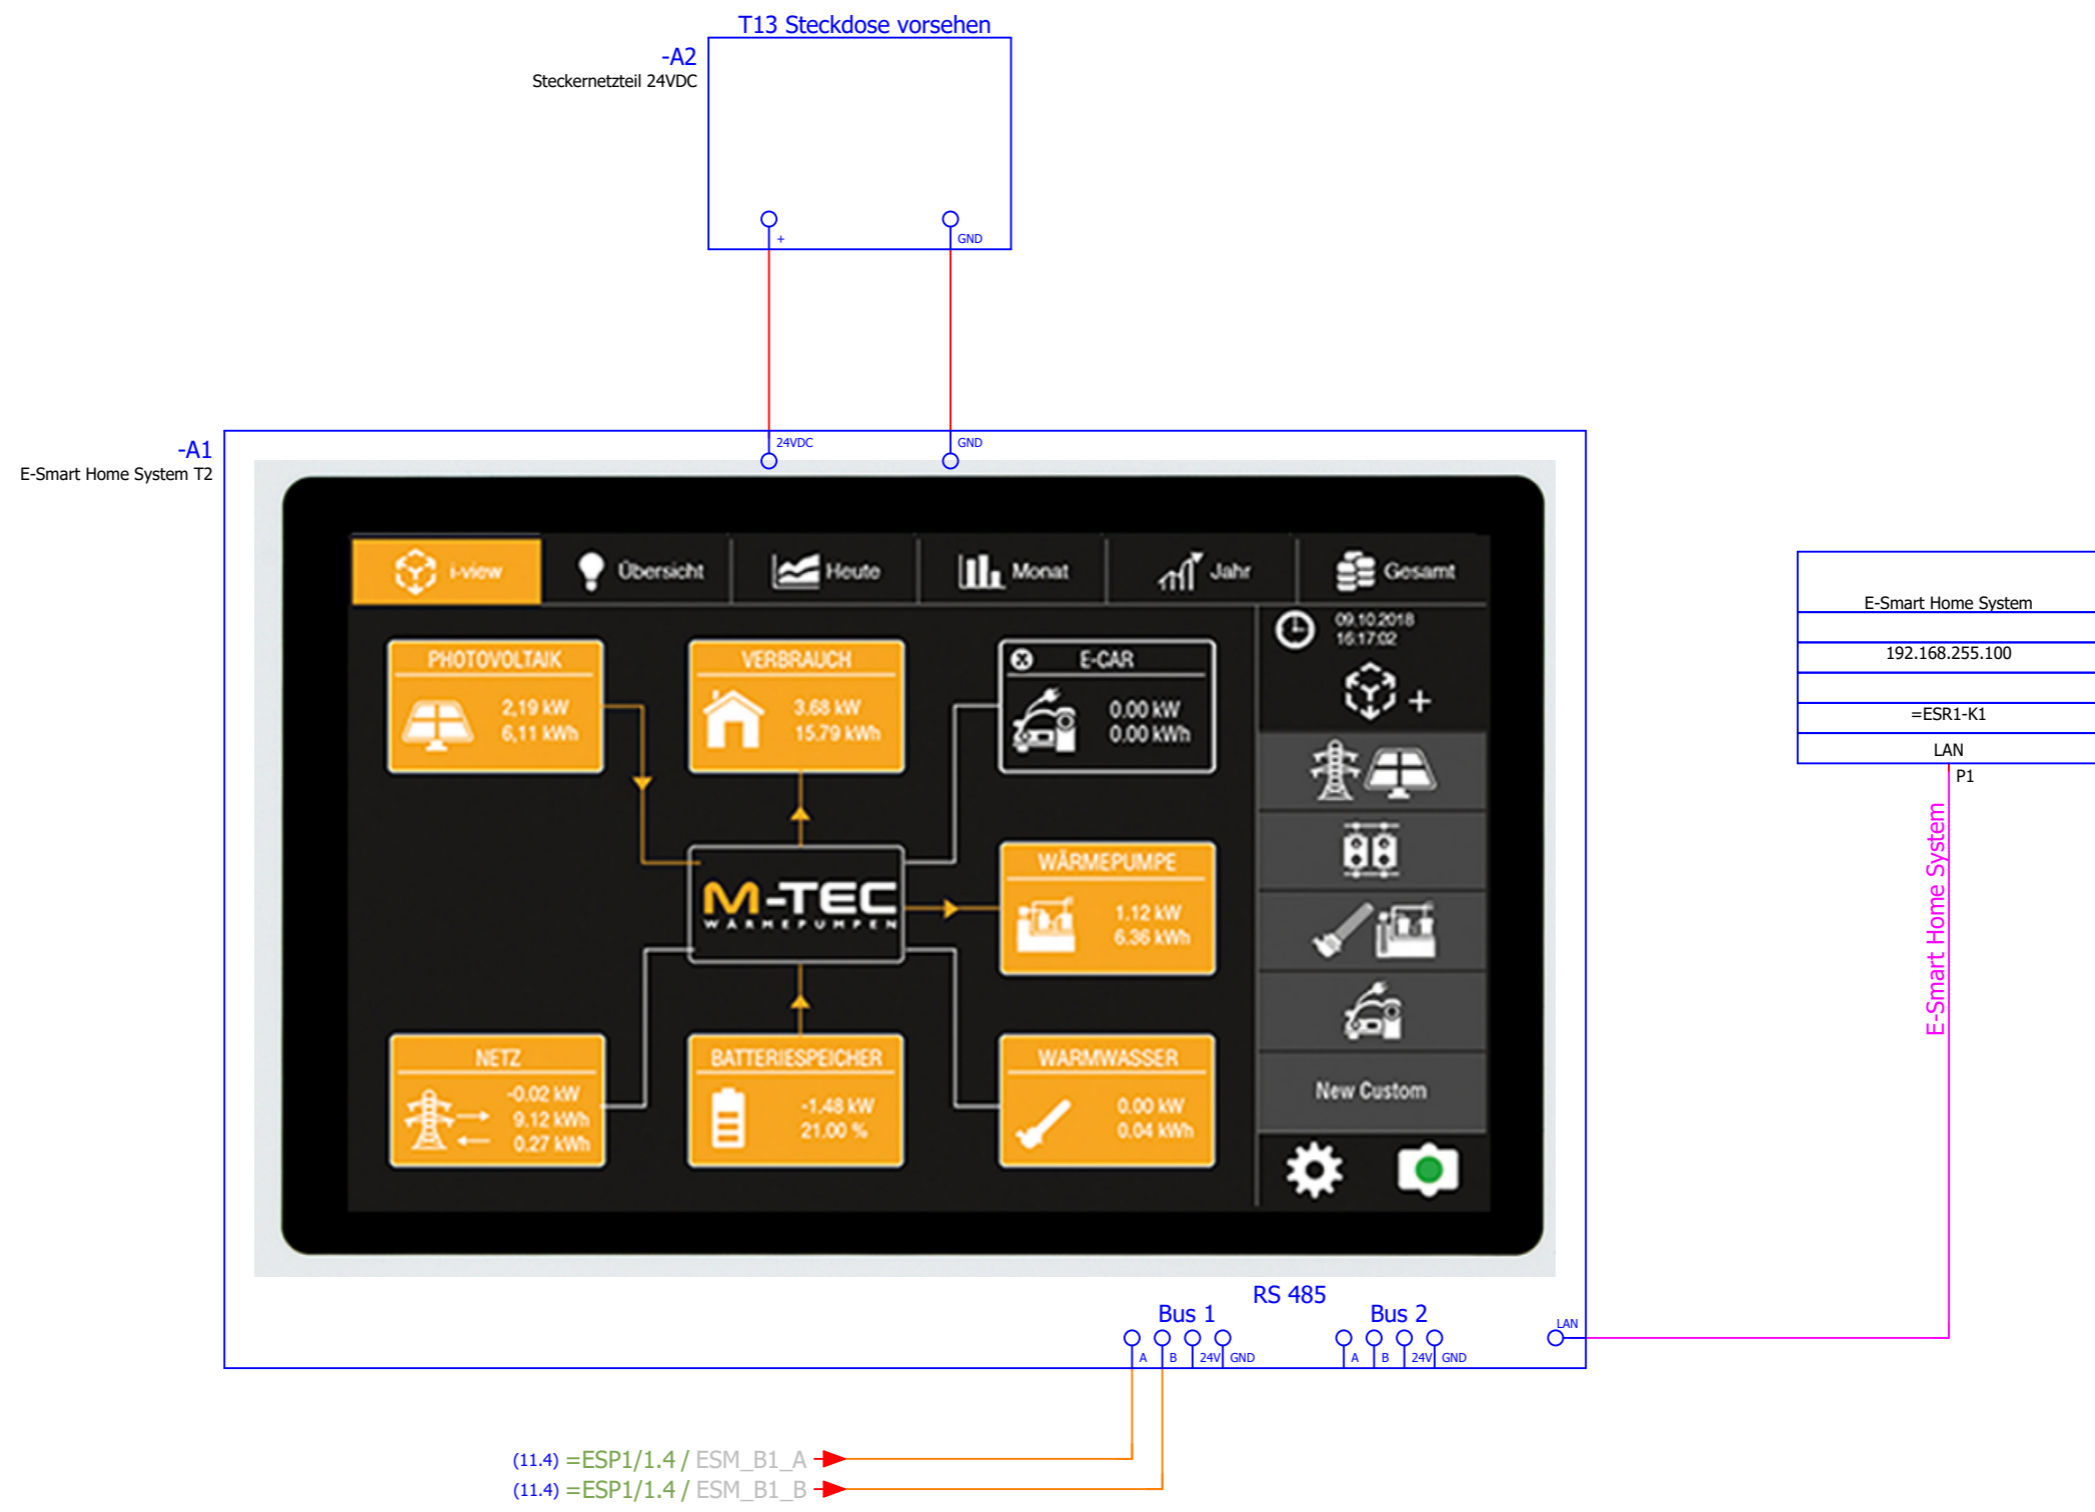 T13 Steckdose vorsehen
-A2
Steckernetzteil 24VDC
+
GND
-A1
E-Smart Home System T2
24VDC
GND
i-view
Übersicht
Heute
Monat
Jahr
Gesamt
09.10.2018
16:17:02
PHOTOVOLTAIK
2,19 kW
6,11 kWh
VERBRAUCH
3.68 kW
15.79 kWh
E-CAR
0.00 kW
0.00 kWh
M-TEC
WÄRMEPUMPEN
WÄRMEPUMPE
1.12 kW
6.36 kWh
NETZ
-0.02 kW
9.12 kWh
0.27 kWh
BATTERIESPEICHER
-1.48 kW
21.00 %
WARMWASSER
0.00 kW
0.04 kWh
New Custom
E-Smart Home System
192.168.255.100
=ESR1-K1
LAN
P1
E-Smart Home System
RS 485
Bus 1
Bus 2
A
B
24V
GND
A
B
24V
GND
LAN
(11.4) =ESP1/1.4 / ESM_B1_A
(11.4) =ESP1/1.4 / ESM_B1_B